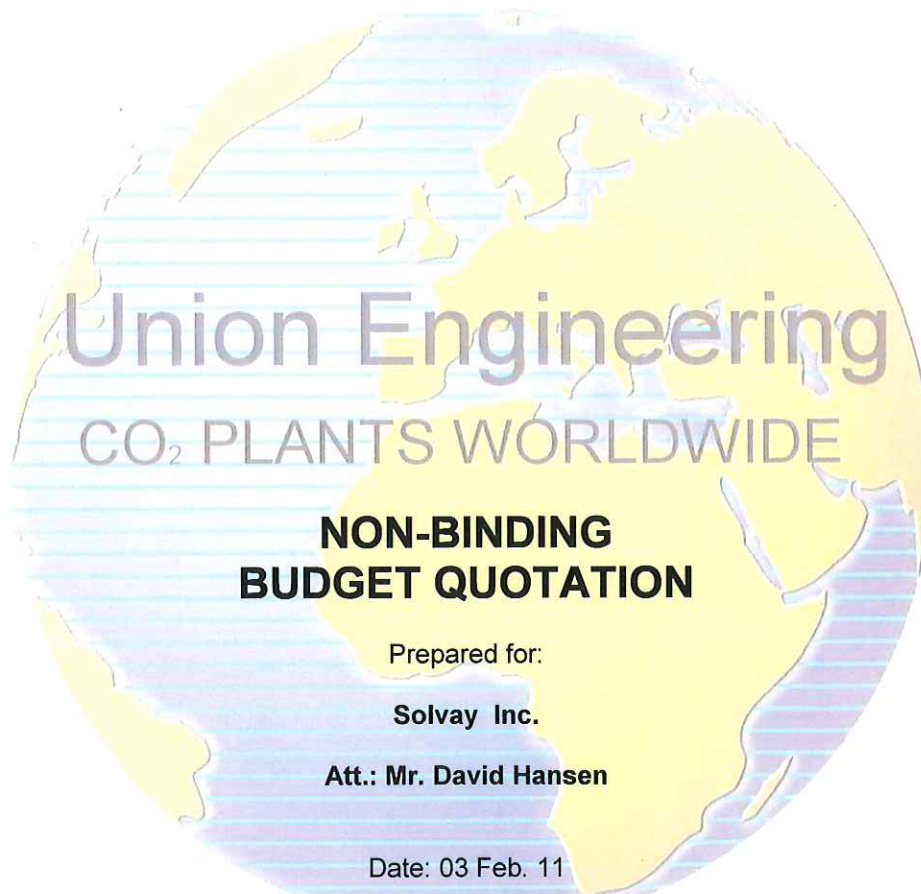 Union Engineering
CO₂ PLANTS WORLDWIDE
NON-BINDING
BUDGET QUOTATION
Prepared for:
Solvay Inc.
Att.: Mr. David Hansen
Date: 03 Feb. 11